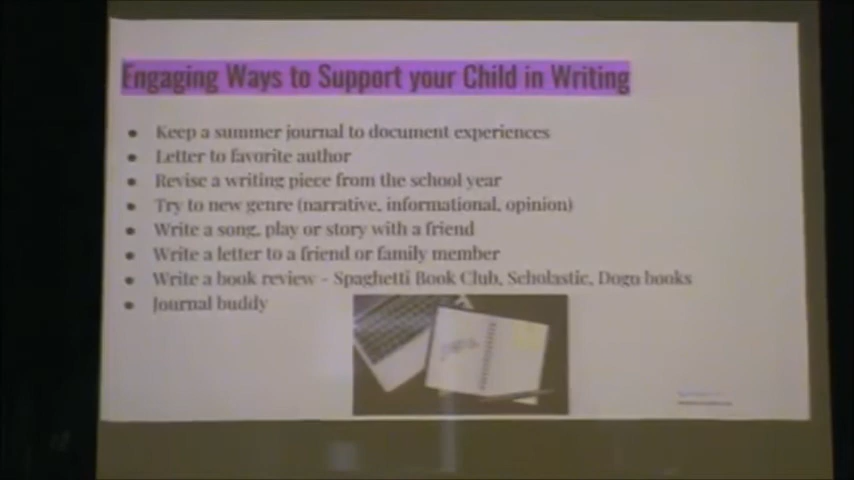 Engaging Ways to Support your Child in Writing
• Keep a summer journal to document experiences
• Letter to favorite author
• Revise a writing piece from the school year
• Try to new genre (narrative, informational, opinion)
• Write a song, play or story with a friend
• Write a letter to a friend or family member
• Write a book review - Spaghetti Book Club, Scholastic, Dogo books
• Journal buddy